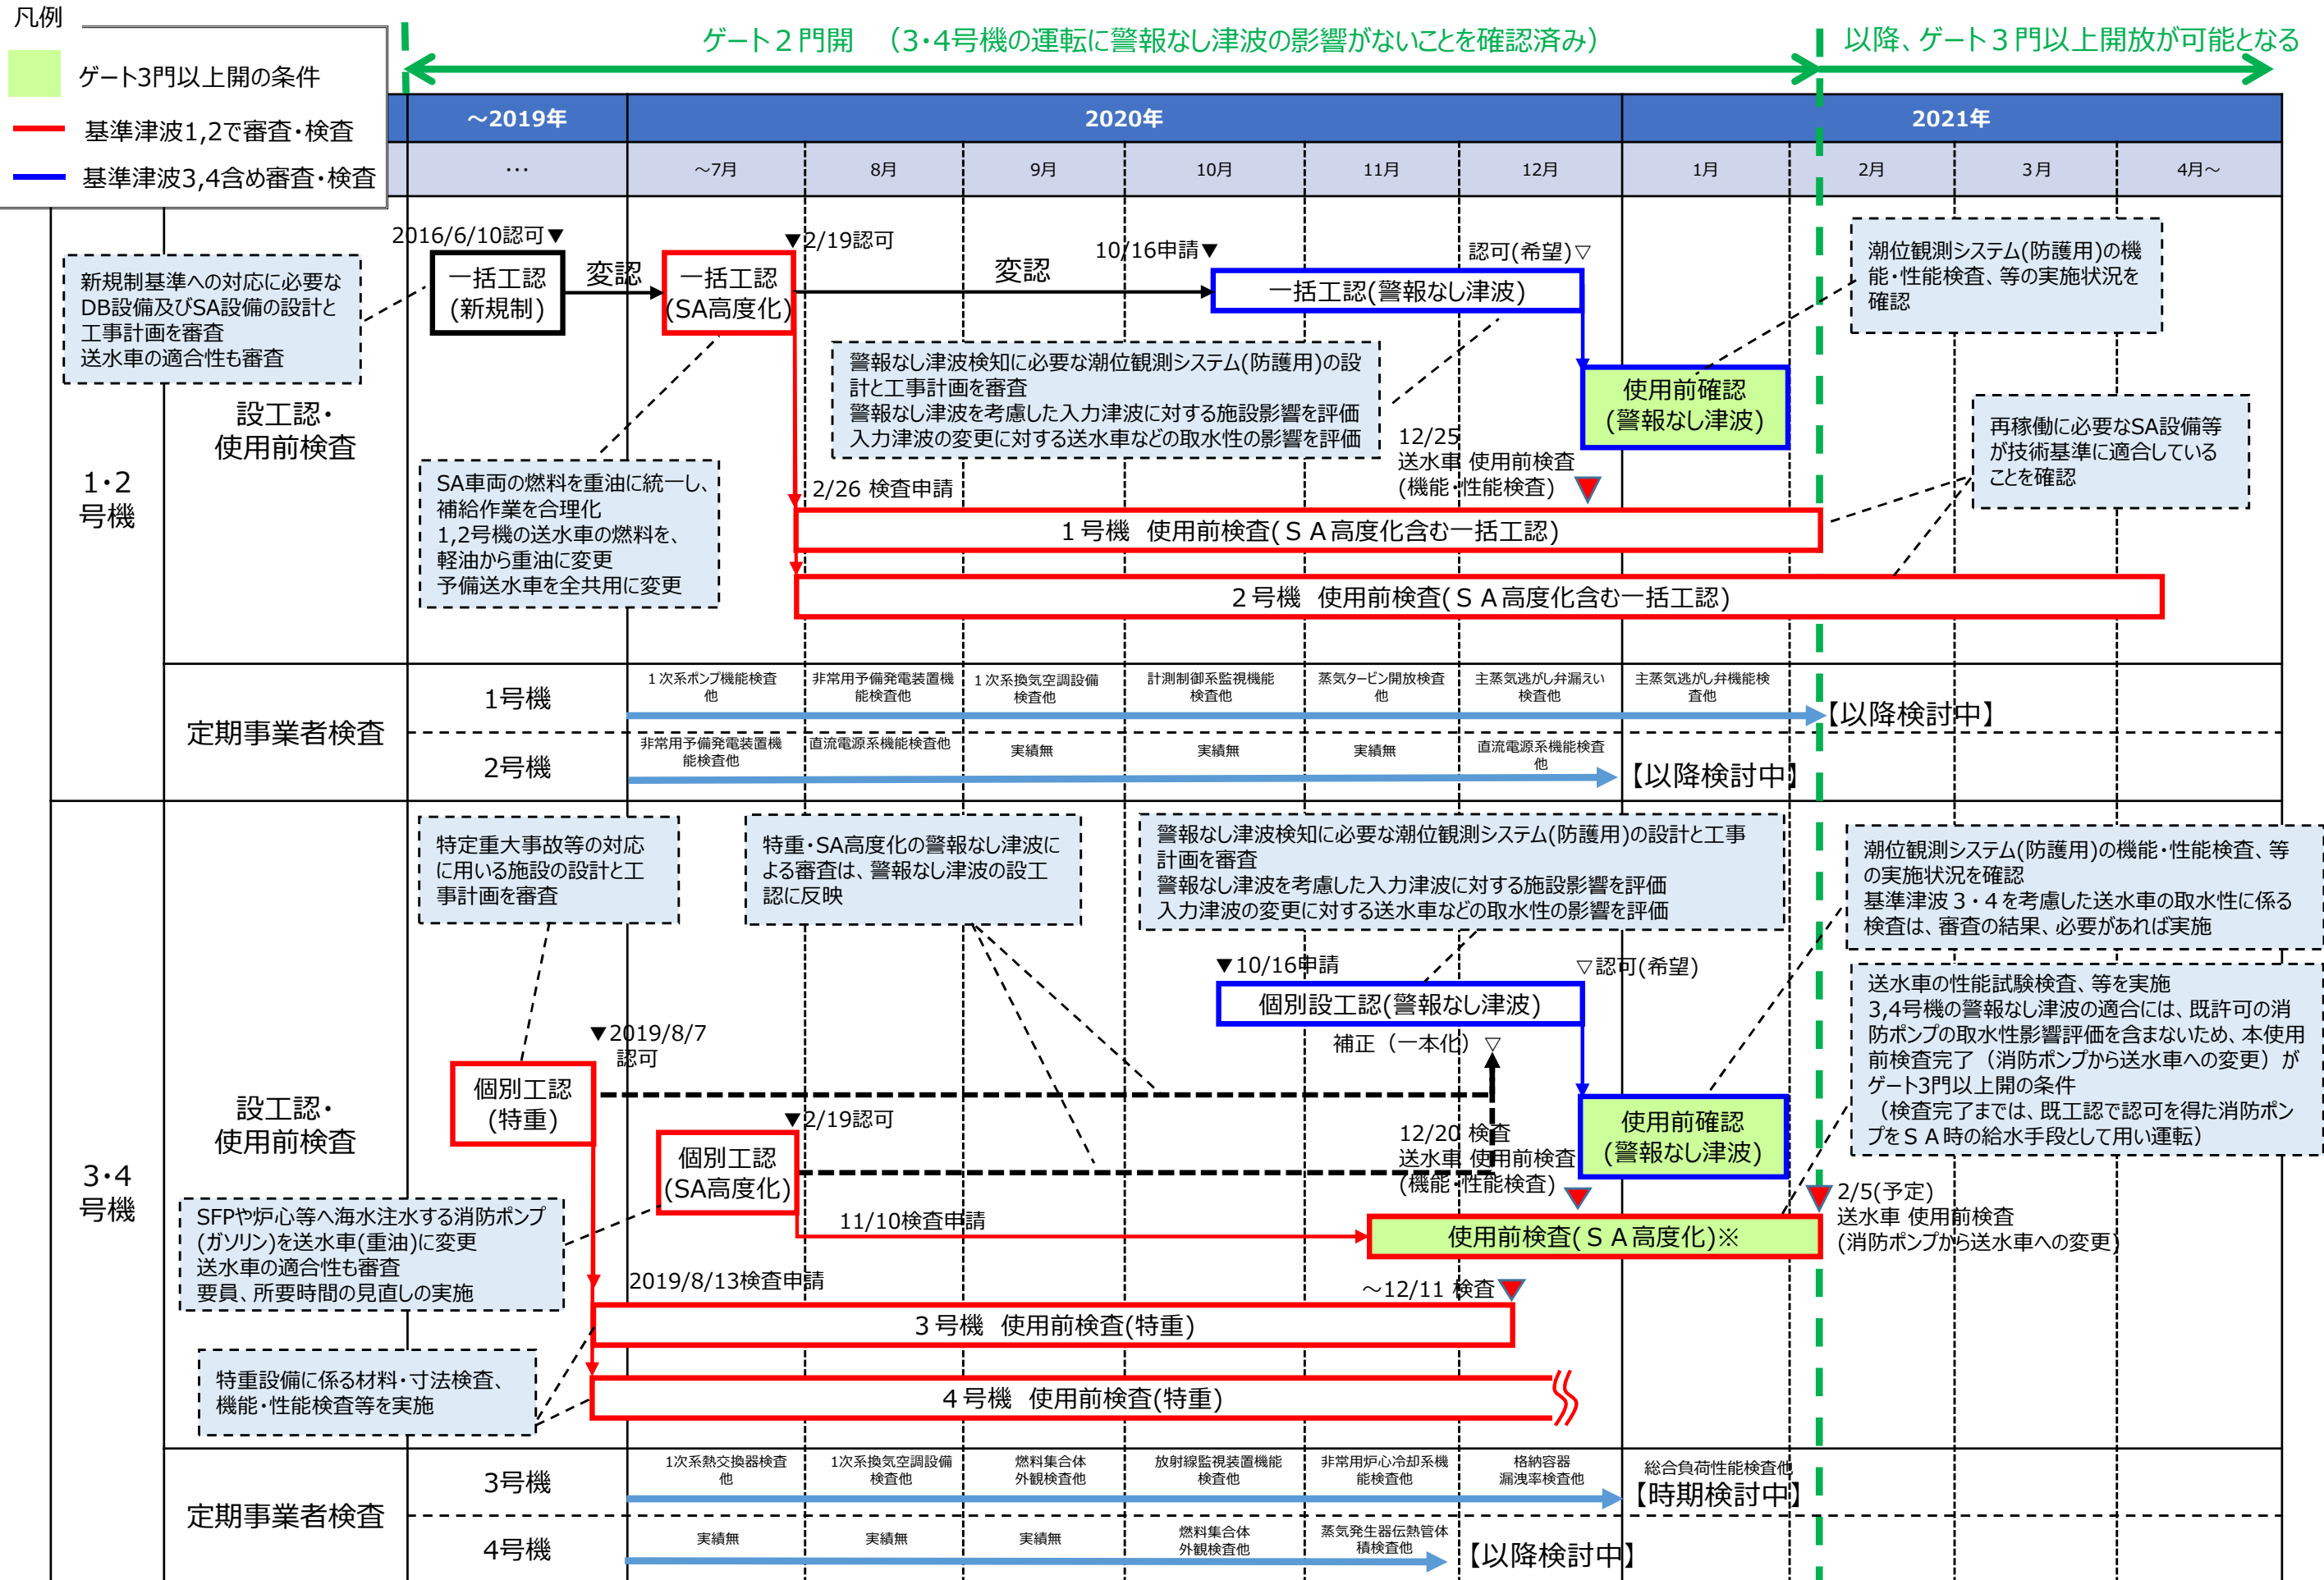 凡例
ゲート3門以上開の条件
基準津波1,2で審査・検査
基準津波3,4含め審査・検査
ゲート２門開　（3・4号機の運転に警報なし津波の影響がないことを確認済み）
以降、ゲート３門以上開放が可能となる
～2019年
2020年
2021年
…
～7月
8月
9月
10月
11月
12月
1月
2月
３月
4月～
1・2
号機
設工認・
使用前検査
新規制基準への対応に必要な
DB設備及びSA設備の設計と
工事計画を審査
送水車の適合性も審査
2016/6/10認可▼
一括工認
(新規制)
変認
▼2/19認可
一括工認
(SA高度化)
変認
10/16申請▼
認可(希望)▽
一括工認(警報なし津波)
潮位観測システム(防護用)の機
能・性能検査、等の実施状況を
確認
警報なし津波検知に必要な潮位観測システム(防護用)の設
計と工事計画を審査
警報なし津波を考慮した入力津波に対する施設影響を評価
入力津波の変更に対する送水車などの取水性の影響を評価
使用前確認
(警報なし津波)
再稼働に必要なSA設備等
が技術基準に適合している
ことを確認
SA車両の燃料を重油に統一し、
補給作業を合理化
1,2号機の送水車の燃料を、
軽油から重油に変更
予備送水車を全共用に変更
12/25
送水車 使用前検査
(機能・性能検査)
2/26 検査申請
１号機 使用前検査(ＳＡ高度化含む一括工認)
２号機 使用前検査(ＳＡ高度化含む一括工認)
定期事業者検査
1号機
１次系ポンプ機能検査
他
非常用予備発電装置機
能検査他
１次系換気空調設備
検査他
計測制御系監視機能
検査他
蒸気タービン開放検査
他
主蒸気逃がし弁漏えい
検査他
主蒸気逃がし弁機能検
査他
【以降検討中】
2号機
非常用予備発電装置機
能検査他
直流電源系機能検査他
実績無
実績無
実績無
直流電源系機能検査
他
【以降検討中】
3・4
号機
設工認・
使用前検査
特定重大事故等の対応
に用いる施設の設計と工
事計画を審査
特重・SA高度化の警報なし津波に
よる審査は、警報なし津波の設工
認に反映
警報なし津波検知に必要な潮位観測システム(防護用)の設計と工事
計画を審査
警報なし津波を考慮した入力津波に対する施設影響を評価
入力津波の変更に対する送水車などの取水性の影響を評価
潮位観測システム(防護用)の機能・性能検査、等
の実施状況を確認
基準津波３・４を考慮した送水車の取水性に係る
検査は、審査の結果、必要があれば実施
▼10/16申請
▽認可(希望)
個別設工認(警報なし津波)
補正（一本化）▽
送水車の性能試験検査、等を実施
3,4号機の警報なし津波の適合には、既許可の消
防ポンプの取水性影響評価を含まないため、本使用
前検査完了（消防ポンプから送水車への変更）が
ゲート3門以上開の条件
（検査完了までは、既工認で認可を得た消防ポン
プをＳＡ時の給水手段として用い運転）
▼2019/8/7
認可
個別工認
(特重)
▼2/19認可
個別工認
(SA高度化)
12/20 検査
送水車 使用前検査
(機能・性能検査)
使用前確認
(警報なし津波)
2/5(予定)
送水車 使用前検査
(消防ポンプから送水車への変更)
SFPや炉心等へ海水注水する消防ポンプ
(ガソリン)を送水車(重油)に変更
送水車の適合性も審査
要員、所要時間の見直しの実施
11/10検査申請
使用前検査(ＳＡ高度化)※
2019/8/13検査申請
～12/11 検査
３号機 使用前検査(特重)
特重設備に係る材料・寸法検査、
機能・性能検査等を実施
４号機 使用前検査(特重)
定期事業者検査
3号機
1次系熱交換器検査
他
1次系換気空調設備
検査他
燃料集合体
外観検査他
放射線監視装置機能
検査他
非常用炉心冷却系機
能検査他
格納容器
漏洩率検査他
総合負荷性能検査他
【時期検討中】
4号機
実績無
実績無
実績無
燃料集合体
外観検査他
蒸気発生器伝熱管体
積検査他
【以降検討中】